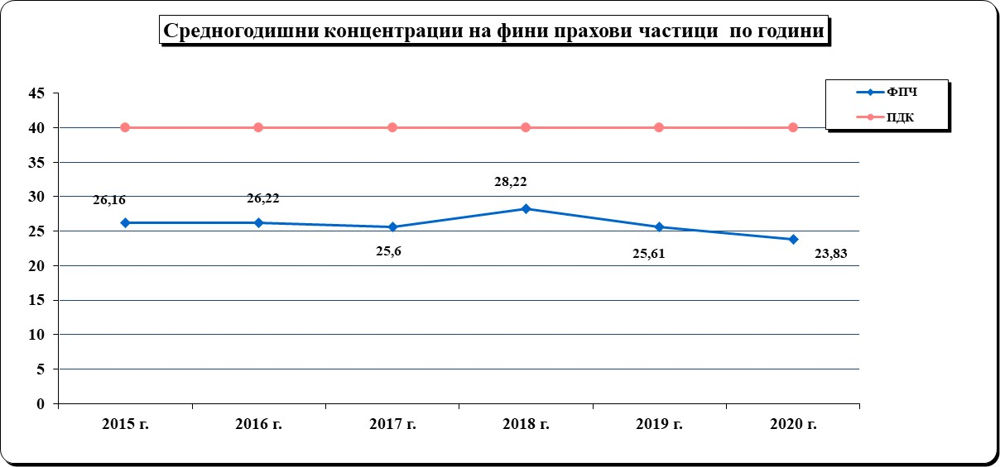 Средногодишни концентрации на фини прахови частици по години
ФПЧ
ПДК
45
40
35
30
25
20
15
10
5
0
26,16
26,22
25,6
28,22
25,61
23,83
2015 г.
2016 г.
2017 г.
2018 г.
2019 г.
2020 г.